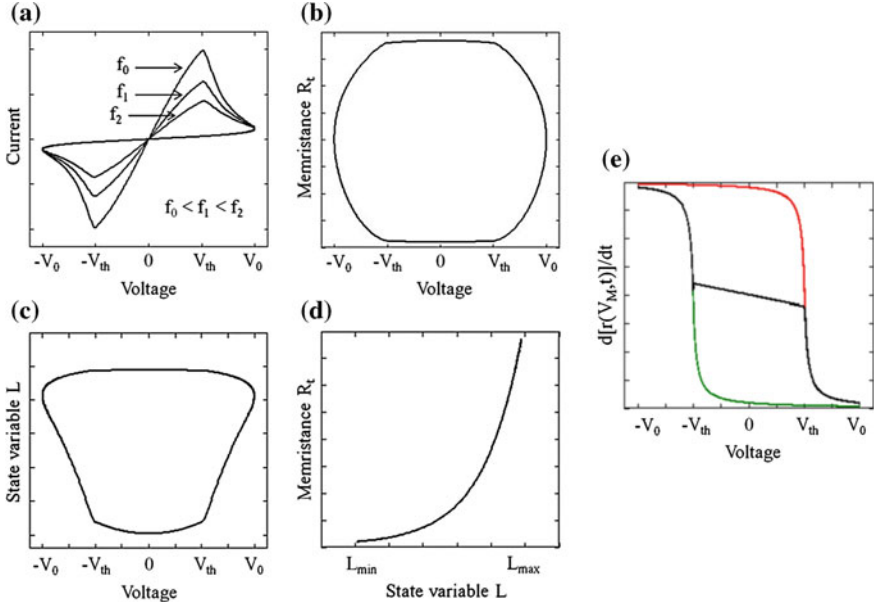 (a)
Current
f₀
f₁
f₂
f₀ < f₁ < f₂
-V₀ -Vth 0 Vth V₀
Voltage
(b)
Memristance Rt
-V₀ -Vth 0 Vth V₀
Voltage
(c)
State variable L
-V₀ -Vth 0 Vth V₀
Voltage
(d)
Memristance Rt
Lmin Lmax
State variable L
(e)
d[r(VM,t)]/dt
-V₀ -Vth 0 Vth V₀
Voltage